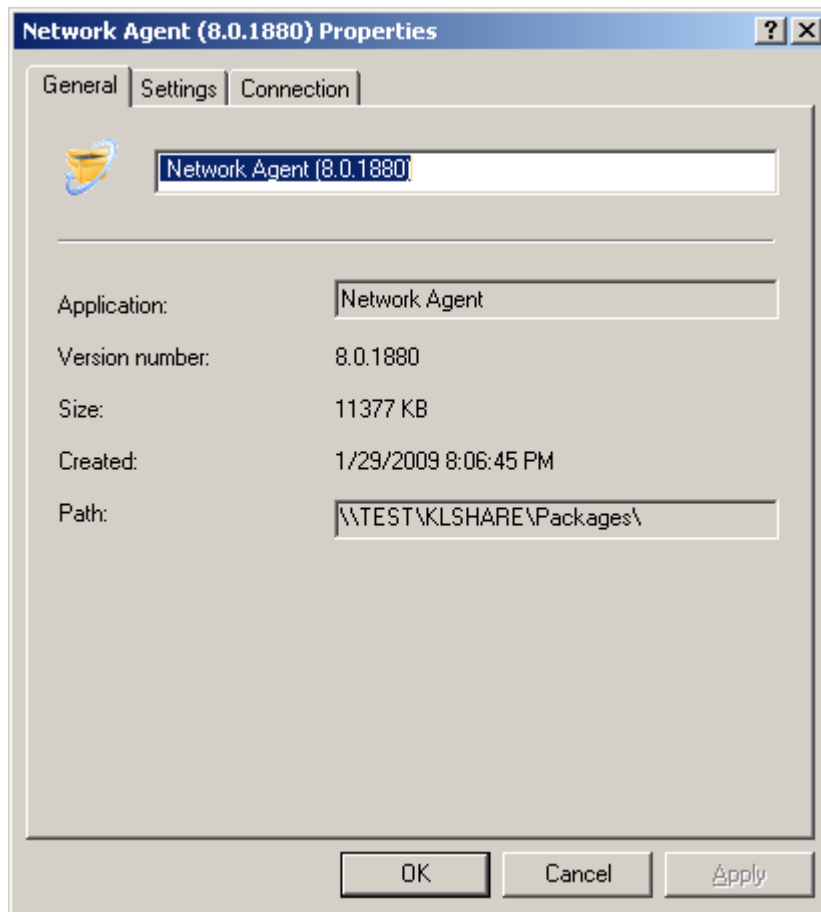 Network Agent (8.0.1880) Properties
General Settings Connection
Network Agent (8.0.1880)
Application: Network Agent
Version number: 8.0.1880
Size: 11377 KB
Created: 1/29/2009 8:06:45 PM
Path: \\TEST\KLSHARE\Packages\
OK Cancel Apply